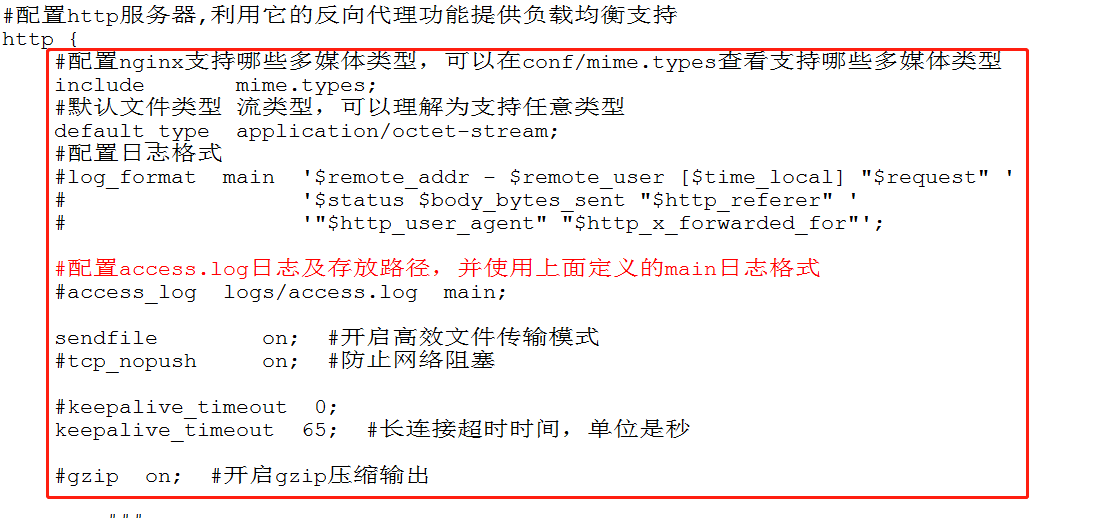 #配置http服务器,利用它的反向代理功能提供负载均衡支持
http {
#配置nginx支持哪些多媒体类型，可以在conf/mime.types查看支持哪些多媒体类型
include       mime.types;
#默认文件类型 流类型，可以理解为支持任意类型
default_type  application/octet-stream;
#配置日志格式
#log_format  main  '$remote_addr - $remote_user [$time_local] "$request" '
#                  '$status $body_bytes_sent "$http_referer" '
#                  '"$http_user_agent" "$http_x_forwarded_for"';
#配置access.log日志及存放路径，并使用上面定义的main日志格式
#access_log  logs/access.log  main;
sendfile        on;  #开启高效文件传输模式
#tcp_nopush     on;  #防止网络阻塞
#keepalive_timeout  0;
keepalive_timeout  65;  #长连接超时时间，单位是秒
#gzip  on;  #开启gzip压缩输出